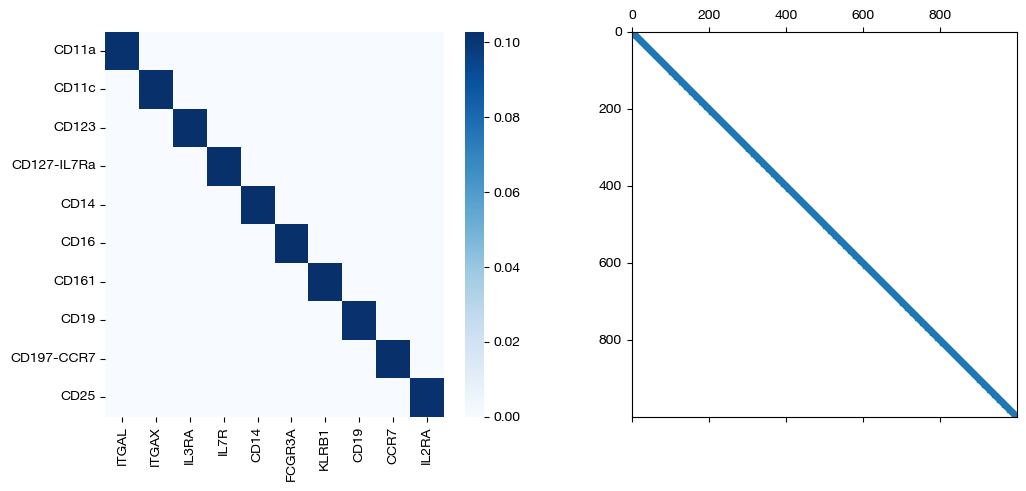 CD11a
CD11c
CD123
CD127-IL7Ra
CD14
CD16
CD161
CD19
CD197-CCR7
CD25
ITGAL
ITGAX
IL3RA
IL7R
CD14
FCGR3A
KLRB1
CD19
CCR7
IL2RA
0.10
0.08
0.06
0.04
0.02
0.00
0 200 400 600 800
0
200
400
600
800